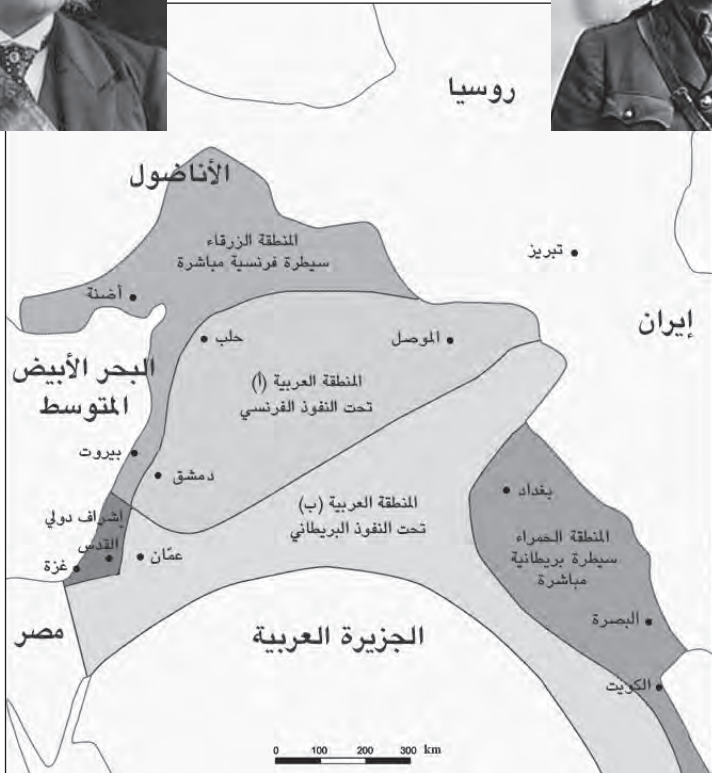 روسيا
الأناضول
المنطقة الزرقاء
سيطرة فرنسية مباشرة
تبريز
أضنة
إيران
حلب
الموصل
البحر الأبيض
المتوسط
المنطقة العربية (أ)
تحت النفوذ الفرنسي
بيروت
دمشق
بغداد
المنطقة العربية (ب)
تحت النفوذ البريطاني
إشراف دولي
القدس
غزة
عمّان
المنطقة الحمراء
سيطرة بريطانية
مباشرة
البصرة
مصر
الجزيرة العربية
الكويت
0 100 200 300 km